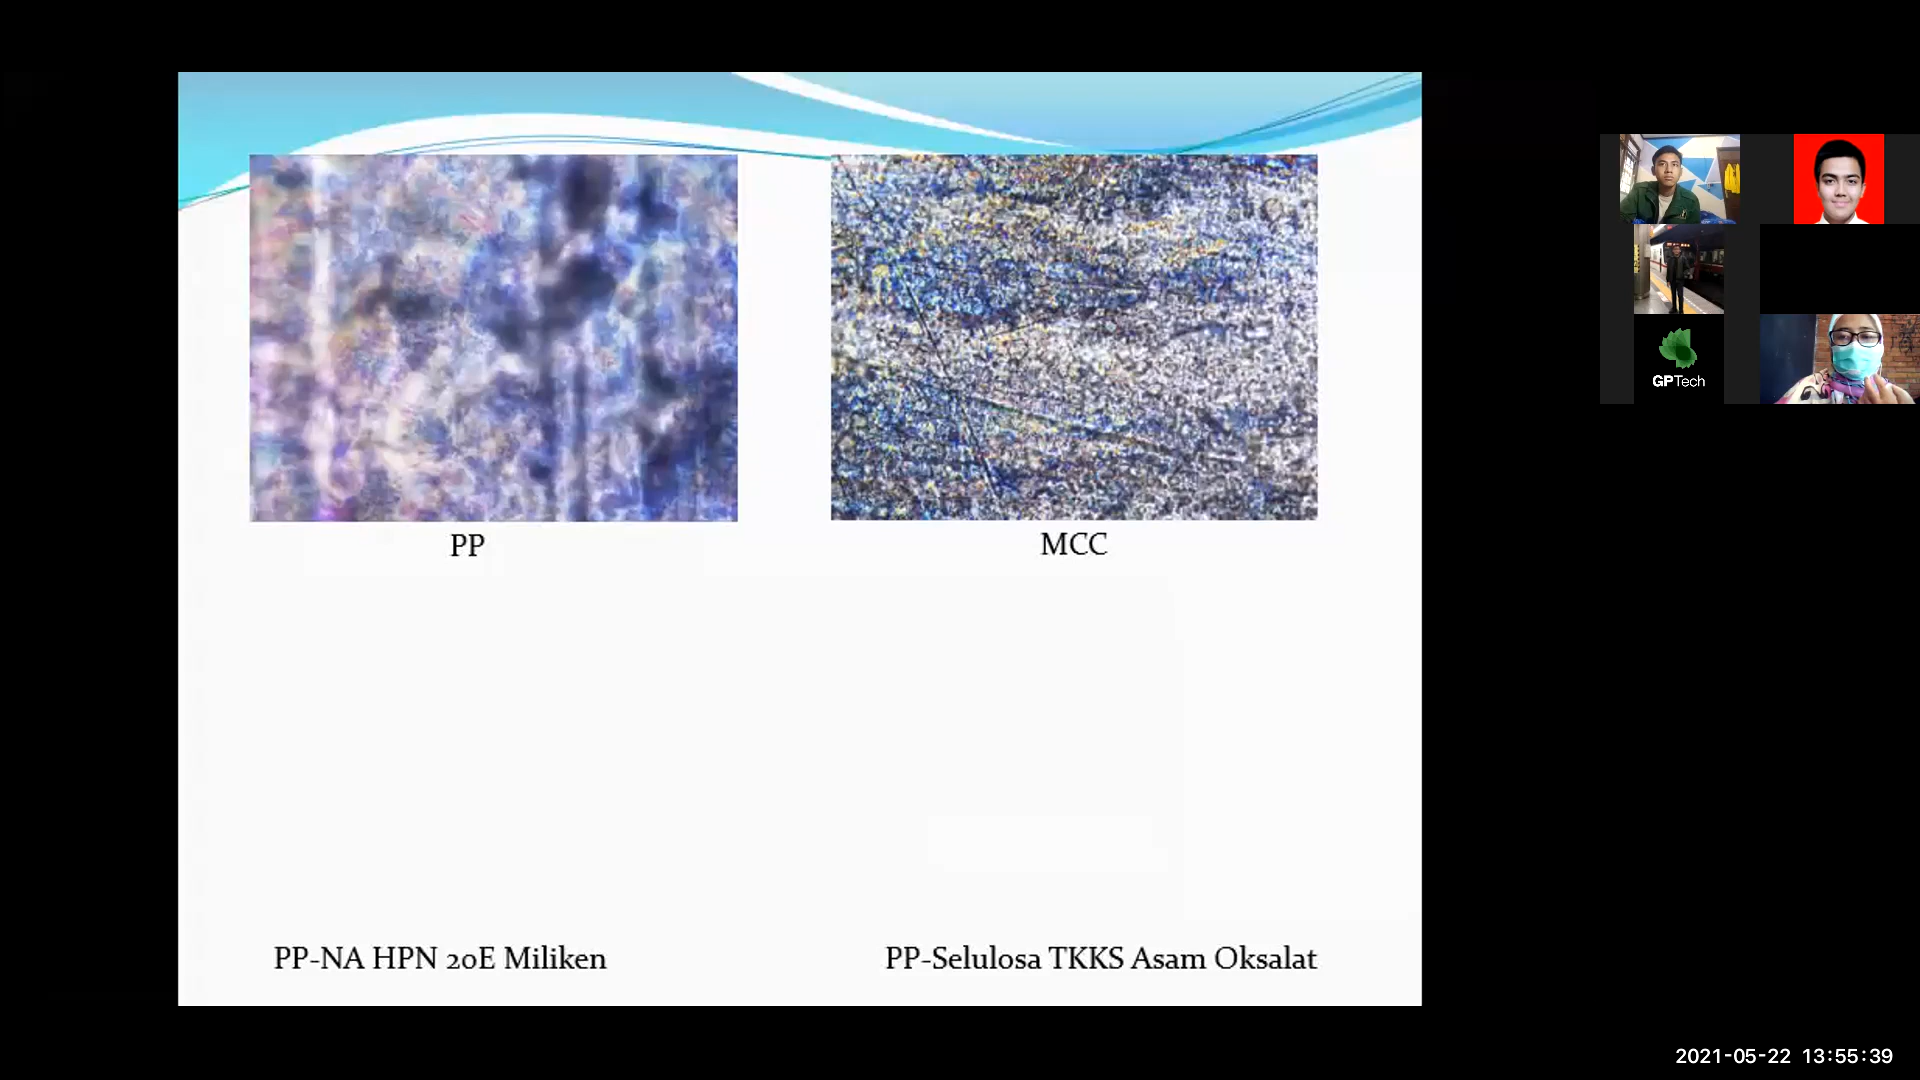 PP
MCC
PP-NA HPN 20E Miliken
PP-Selulosa TKKS Asam Oksalat
GPTech
2021-05-22 13:55:39